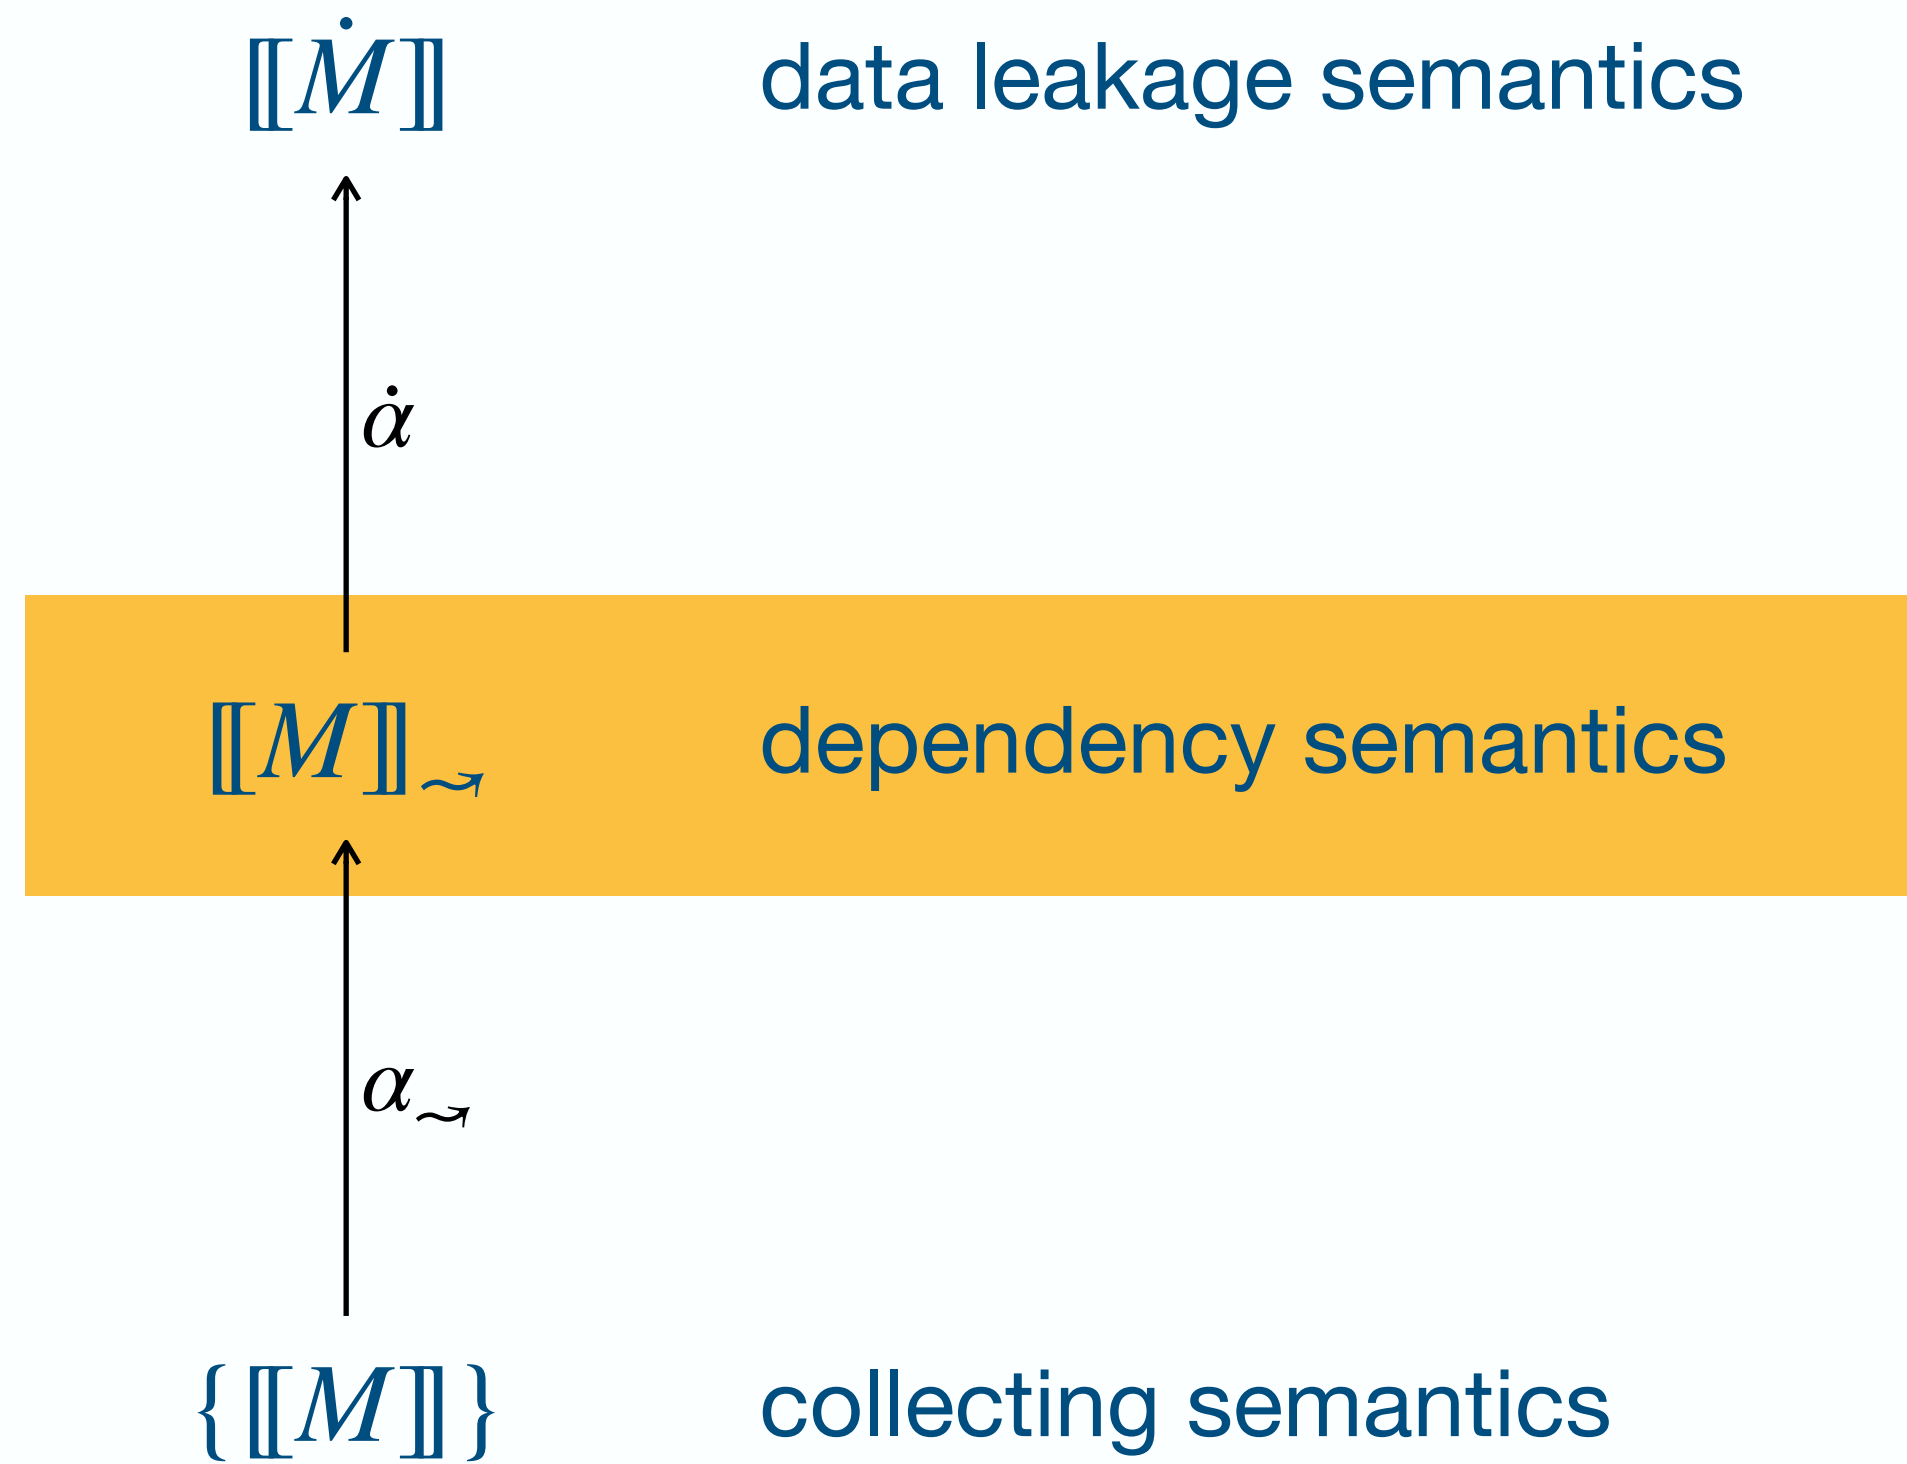 ⟦Ṁ⟧ data leakage semantics
α̇
⟦M⟧⤳ dependency semantics
α⤳
{⟦M⟧} collecting semantics